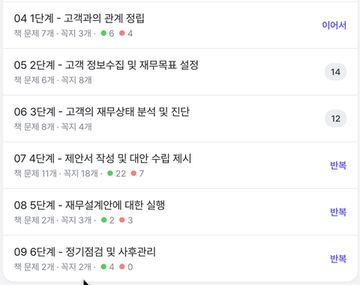 04 1단계 - 고객과의 관계 정립
책 문제 7개 · 꼭지 3개 · 6 4
이어서
05 2단계 - 고객 정보수집 및 재무목표 설정
책 문제 6개 · 꼭지 8개
14
06 3단계 - 고객의 재무상태 분석 및 진단
책 문제 8개 · 꼭지 4개
12
07 4단계 - 제안서 작성 및 대안 수립 제시
책 문제 11개 · 꼭지 18개 · 22 7
반복
08 5단계 - 재무설계안에 대한 실행
책 문제 2개 · 꼭지 3개 · 2 3
반복
09 6단계 - 정기점검 및 사후관리
책 문제 2개 · 꼭지 2개 · 4 0
반복